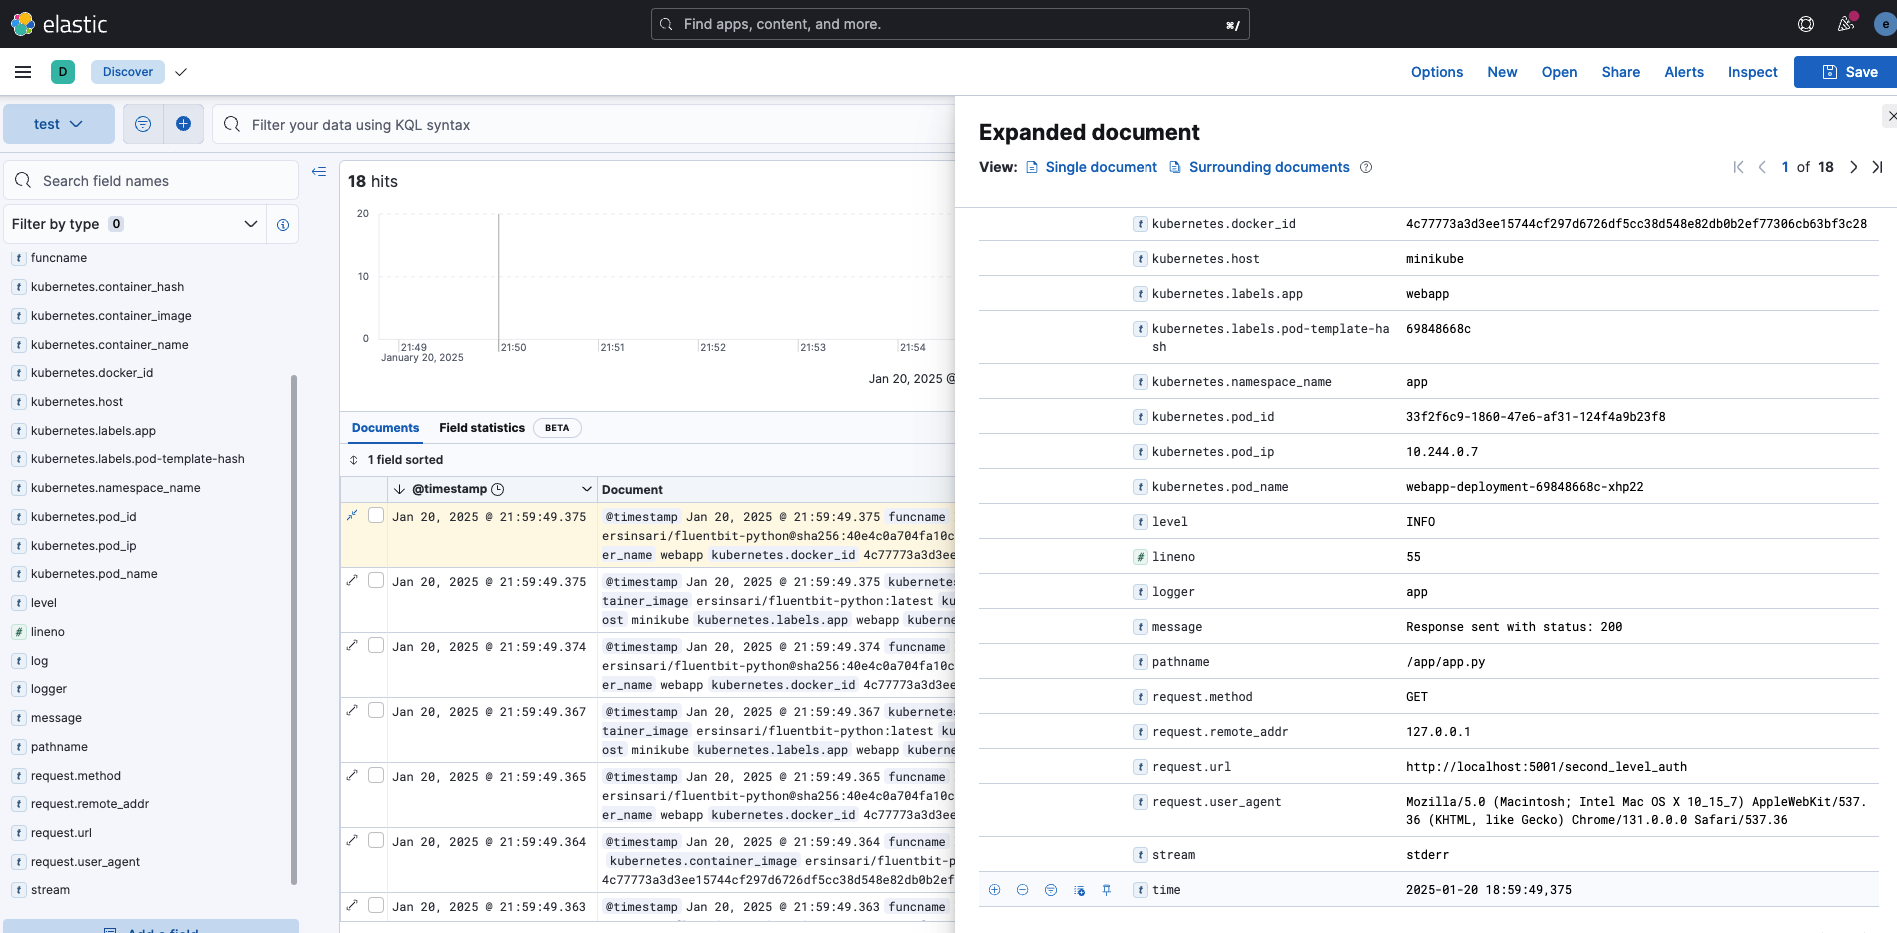 elastic
Find apps, content, and more.
⌘/
e
D
Discover
Options
New
Open
Share
Alerts
Inspect
Save
test
Filter your data using KQL syntax
Search field names
Filter by type 0
funcname
kubernetes.container_hash
kubernetes.container_image
kubernetes.container_name
kubernetes.docker_id
kubernetes.host
kubernetes.labels.app
kubernetes.labels.pod-template-hash
kubernetes.namespace_name
kubernetes.pod_id
kubernetes.pod_ip
kubernetes.pod_name
level
lineno
log
logger
message
pathname
request.method
request.remote_addr
request.url
request.user_agent
stream
18 hits
20
10
0
21:49
January 20, 2025
21:50
21:51
21:52
21:53
21:54
Jan 20, 2025 @
Documents
Field statistics
BETA
1 field sorted
@timestamp
Document
Jan 20, 2025 @ 21:59:49.375
@timestamp Jan 20, 2025 @ 21:59:49.375 funcname
ersinsari/fluentbit-python@sha256:40e4c0a704fa10c
er_name webapp kubernetes.docker_id 4c77773a3d3ee
Jan 20, 2025 @ 21:59:49.375
@timestamp Jan 20, 2025 @ 21:59:49.375 kubernetes
tainer_image ersinsari/fluentbit-python:latest ku
ost minikube kubernetes.labels.app webapp kuberne
Jan 20, 2025 @ 21:59:49.374
@timestamp Jan 20, 2025 @ 21:59:49.374 funcname
ersinsari/fluentbit-python@sha256:40e4c0a704fa10c
er_name webapp kubernetes.docker_id 4c77773a3d3ee
Jan 20, 2025 @ 21:59:49.367
@timestamp Jan 20, 2025 @ 21:59:49.367 kubernetes
tainer_image ersinsari/fluentbit-python:latest ku
ost minikube kubernetes.labels.app webapp kuberne
Jan 20, 2025 @ 21:59:49.365
@timestamp Jan 20, 2025 @ 21:59:49.365 funcname
ersinsari/fluentbit-python@sha256:40e4c0a704fa10c
er_name webapp kubernetes.docker_id 4c77773a3d3ee
Jan 20, 2025 @ 21:59:49.364
@timestamp Jan 20, 2025 @ 21:59:49.364 funcname
kubernetes.container_image ersinsari/fluentbit-p
4c77773a3d3ee15744cf297d6726df5cc38d548e82db0b2ef
Jan 20, 2025 @ 21:59:49.363
@timestamp Jan 20, 2025 @ 21:59:49.363 funcname
Expanded document
View: Single document Surrounding documents
1 of 18
kubernetes.docker_id 4c77773a3d3ee15744cf297d6726df5cc38d548e82db0b2ef77306cb63bf3c28
kubernetes.host minikube
kubernetes.labels.app webapp
kubernetes.labels.pod-template-ha 69848668c
sh
kubernetes.namespace_name app
kubernetes.pod_id 33f2f6c9-1860-47e6-af31-124f4a9b23f8
kubernetes.pod_ip 10.244.0.7
kubernetes.pod_name webapp-deployment-69848668c-xhp22
level INFO
lineno 55
logger app
message Response sent with status: 200
pathname /app/app.py
request.method GET
request.remote_addr 127.0.0.1
request.url http://localhost:5001/second_level_auth
request.user_agent Mozilla/5.0 (Macintosh; Intel Mac OS X 10_15_7) AppleWebKit/537.
36 (KHTML, like Gecko) Chrome/131.0.0.0 Safari/537.36
stream stderr
time 2025-01-20 18:59:49,375